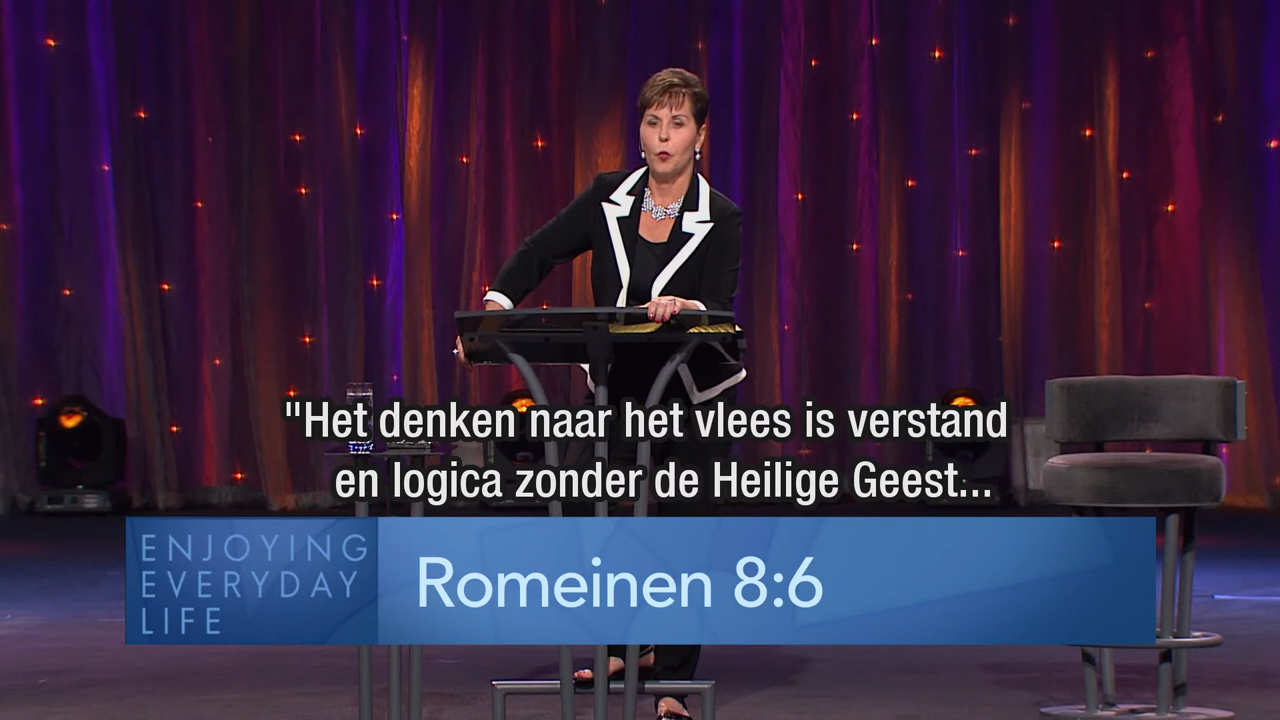 "Het denken naar het vlees is verstand
en logica zonder de Heilige Geest...
ENJOYING
EVERYDAY
LIFE
Romeinen 8:6